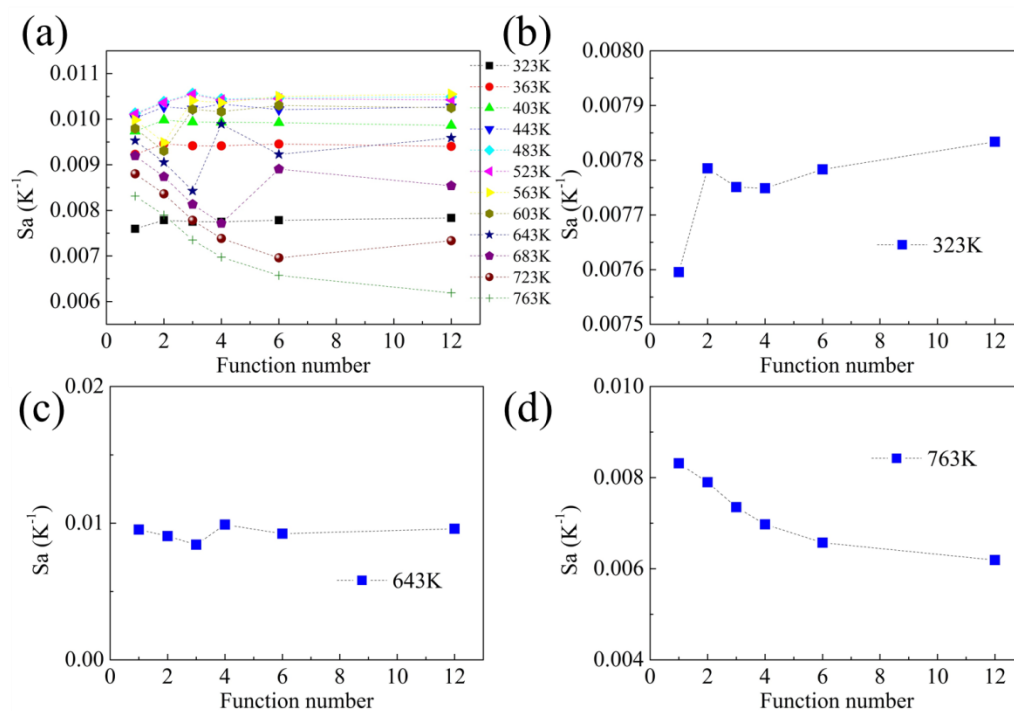 (a)
0.011
0.010
0.009
0.008
0.007
0.006
Sa (K⁻¹)
0 2 4 6 8 10 12
Function number
323K
363K
403K
443K
483K
523K
563K
603K
643K
683K
723K
763K
(b)
0.0080
0.0079
0.0078
0.0077
0.0076
0.0075
Sa (K⁻¹)
323K
0 2 4 6 8 10 12
Function number
(c)
0.02
0.01
0.00
Sa (K⁻¹)
643K
0 2 4 6 8 10 12
Function number
(d)
0.010
0.008
0.006
0.004
Sa (K⁻¹)
763K
0 2 4 6 8 10 12
Function number